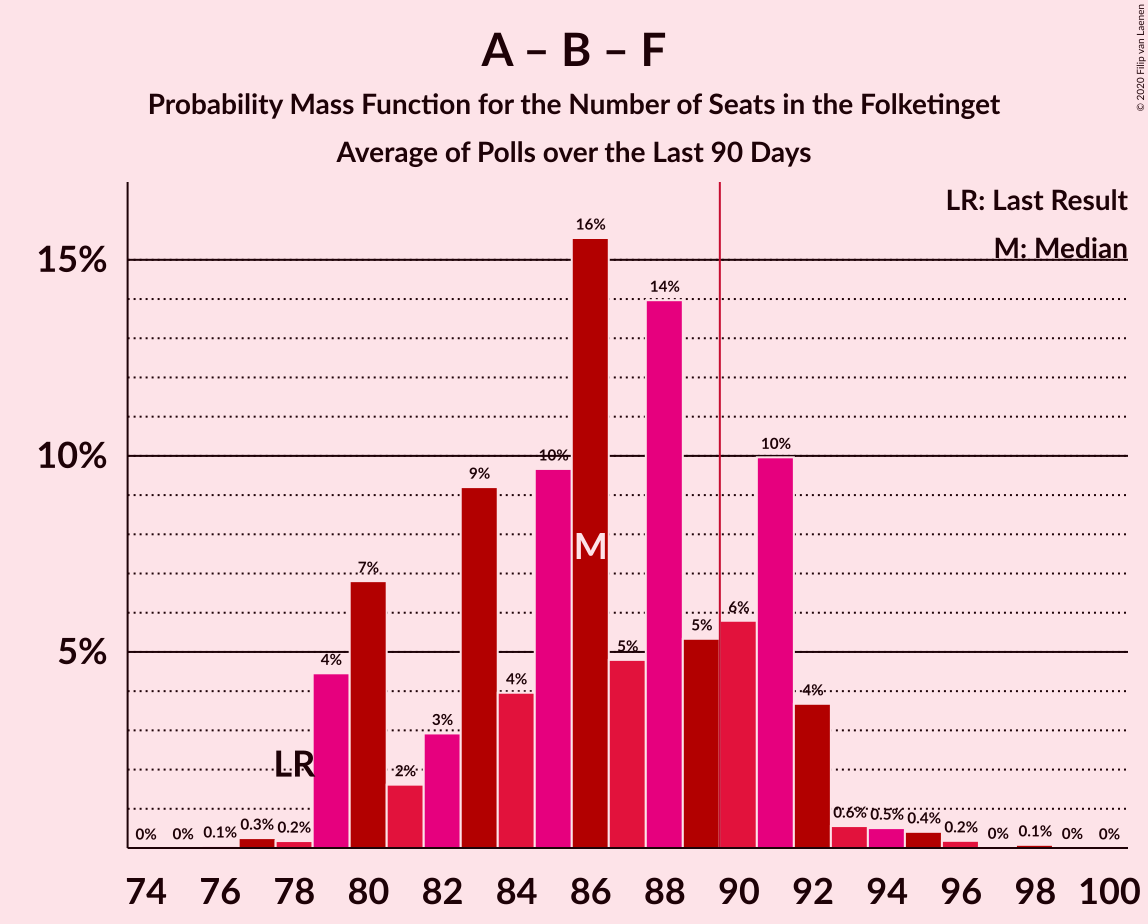 A – B – F
Probability Mass Function for the Number of Seats in the Folketinget
Average of Polls over the Last 90 Days
© 2020 Filip van Laenen
LR: Last Result
M: Median
15%
10%
5%
0% 0% 0.1% 0.3% 0.2% 4% 7% 2% 3% 9% 4% 10% 16% 5% 14% 5% 6% 10% 4% 0.6% 0.5% 0.4% 0.2% 0% 0.1% 0% 0%
LR
M
74 76 78 80 82 84 86 88 90 92 94 96 98 100